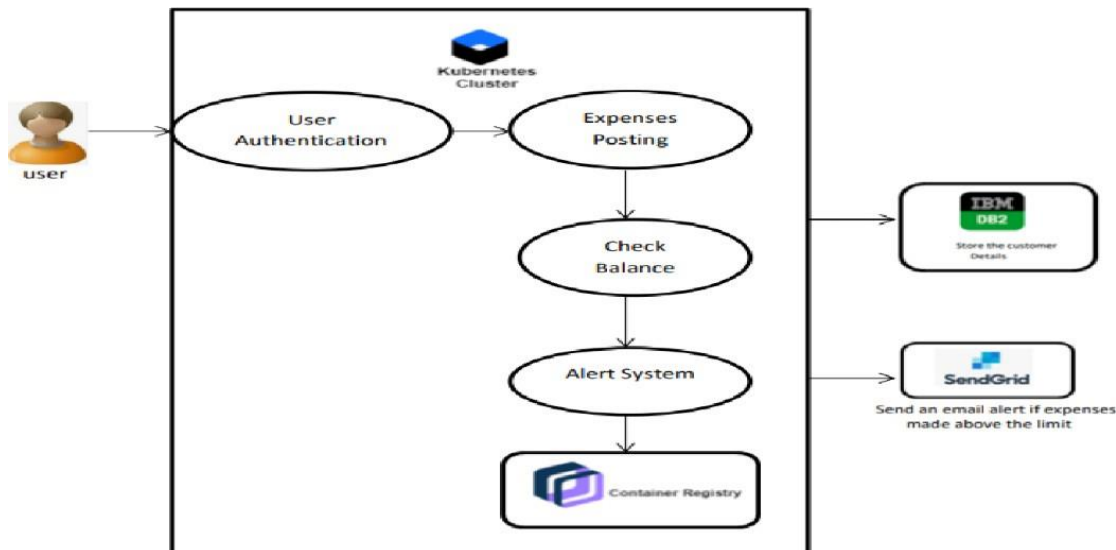 Kubernetes
Cluster
user
User
Authentication
Expenses
Posting
Check
Balance
Alert System
Container Registry
IBM
DB2
Store the customer
Details
SendGrid
Send an email alert if expenses
made above the limit